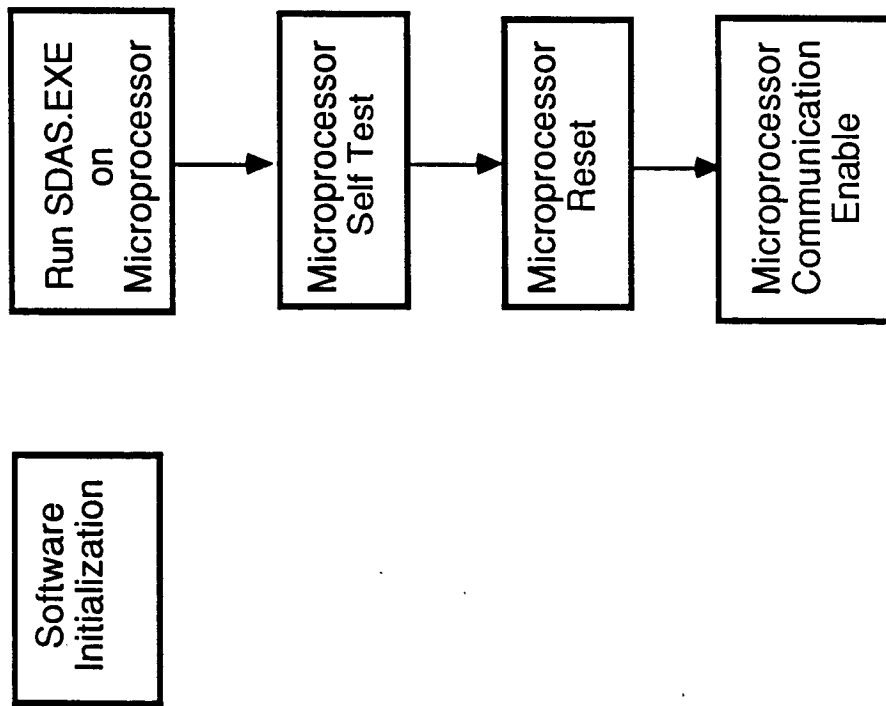 Software
Initialization
Run SDAS.EXE
on
Microprocessor
Microprocessor
Self Test
Microprocessor
Reset
Microprocessor
Communication
Enable